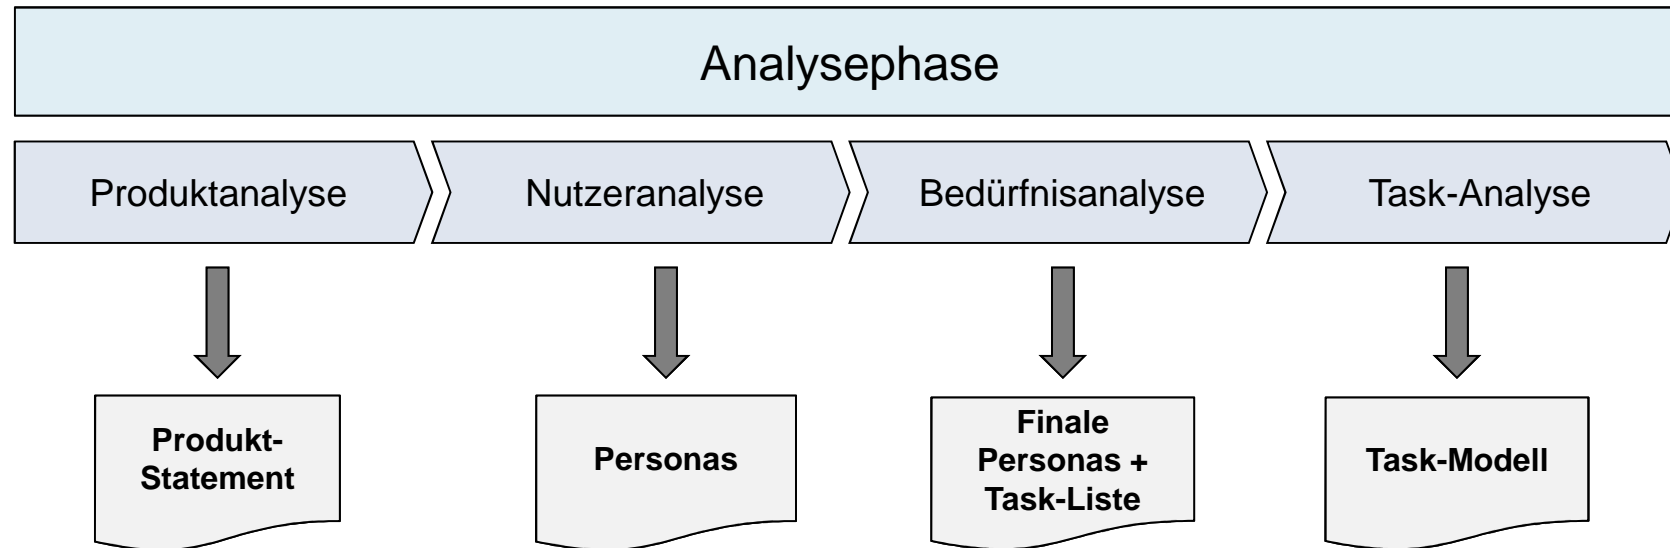 Analysephase
Produktanalyse
Nutzeranalyse
Bedürfnisanalyse
Task-Analyse
Produkt-
Statement
Personas
Finale
Personas +
Task-Liste
Task-Modell